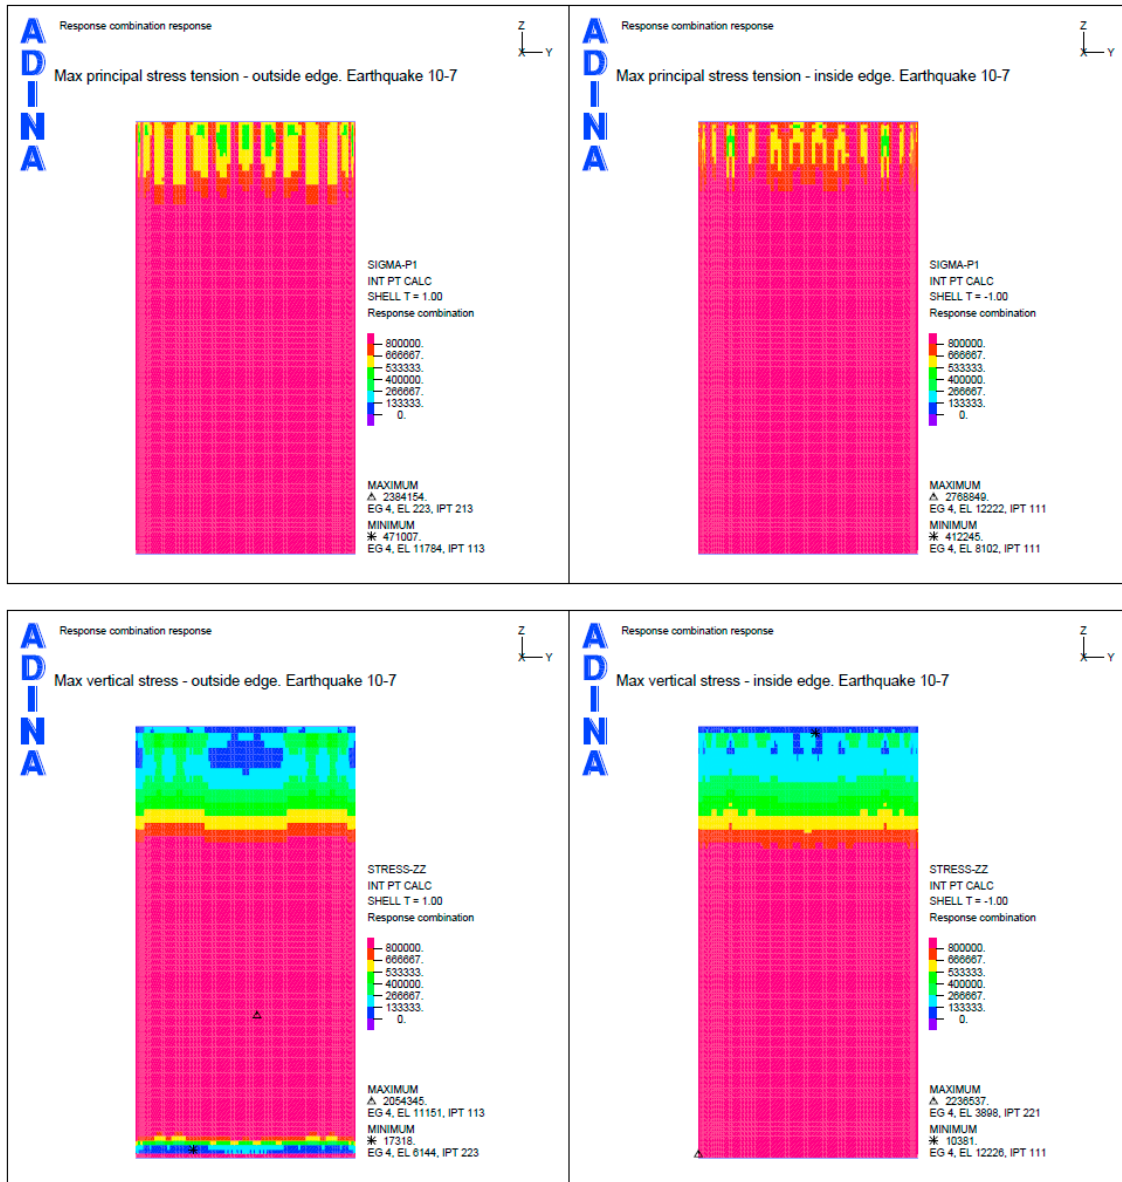 ADINA
Response combination response
Z
X Y
Max principal stress tension - outside edge. Earthquake 10-7
SIGMA-P1
INT PT CALC
SHELL T = 1.00
Response combination
800000.
666667.
533333.
400000.
266667.
133333.
0.
MAXIMUM
2384154.
EG 4, EL 223, IPT 213
MINIMUM
471007.
EG 4, EL 11784, IPT 113
ADINA
Response combination response
Z
X Y
Max principal stress tension - inside edge. Earthquake 10-7
SIGMA-P1
INT PT CALC
SHELL T = -1.00
Response combination
800000.
666667.
533333.
400000.
266667.
133333.
0.
MAXIMUM
2768849.
EG 4, EL 12222, IPT 111
MINIMUM
412245.
EG 4, EL 8102, IPT 111
ADINA
Response combination response
Z
X Y
Max vertical stress - outside edge. Earthquake 10-7
STRESS-ZZ
INT PT CALC
SHELL T = 1.00
Response combination
800000.
666667.
533333.
400000.
266667.
133333.
0.
MAXIMUM
2054345.
EG 4, EL 11151, IPT 113
MINIMUM
17318.
EG 4, EL 6144, IPT 223
ADINA
Response combination response
Z
X Y
Max vertical stress - inside edge. Earthquake 10-7
STRESS-ZZ
INT PT CALC
SHELL T = -1.00
Response combination
800000.
666667.
533333.
400000.
266667.
133333.
0.
MAXIMUM
2236537.
EG 4, EL 3898, IPT 221
MINIMUM
10381.
EG 4, EL 12226, IPT 111